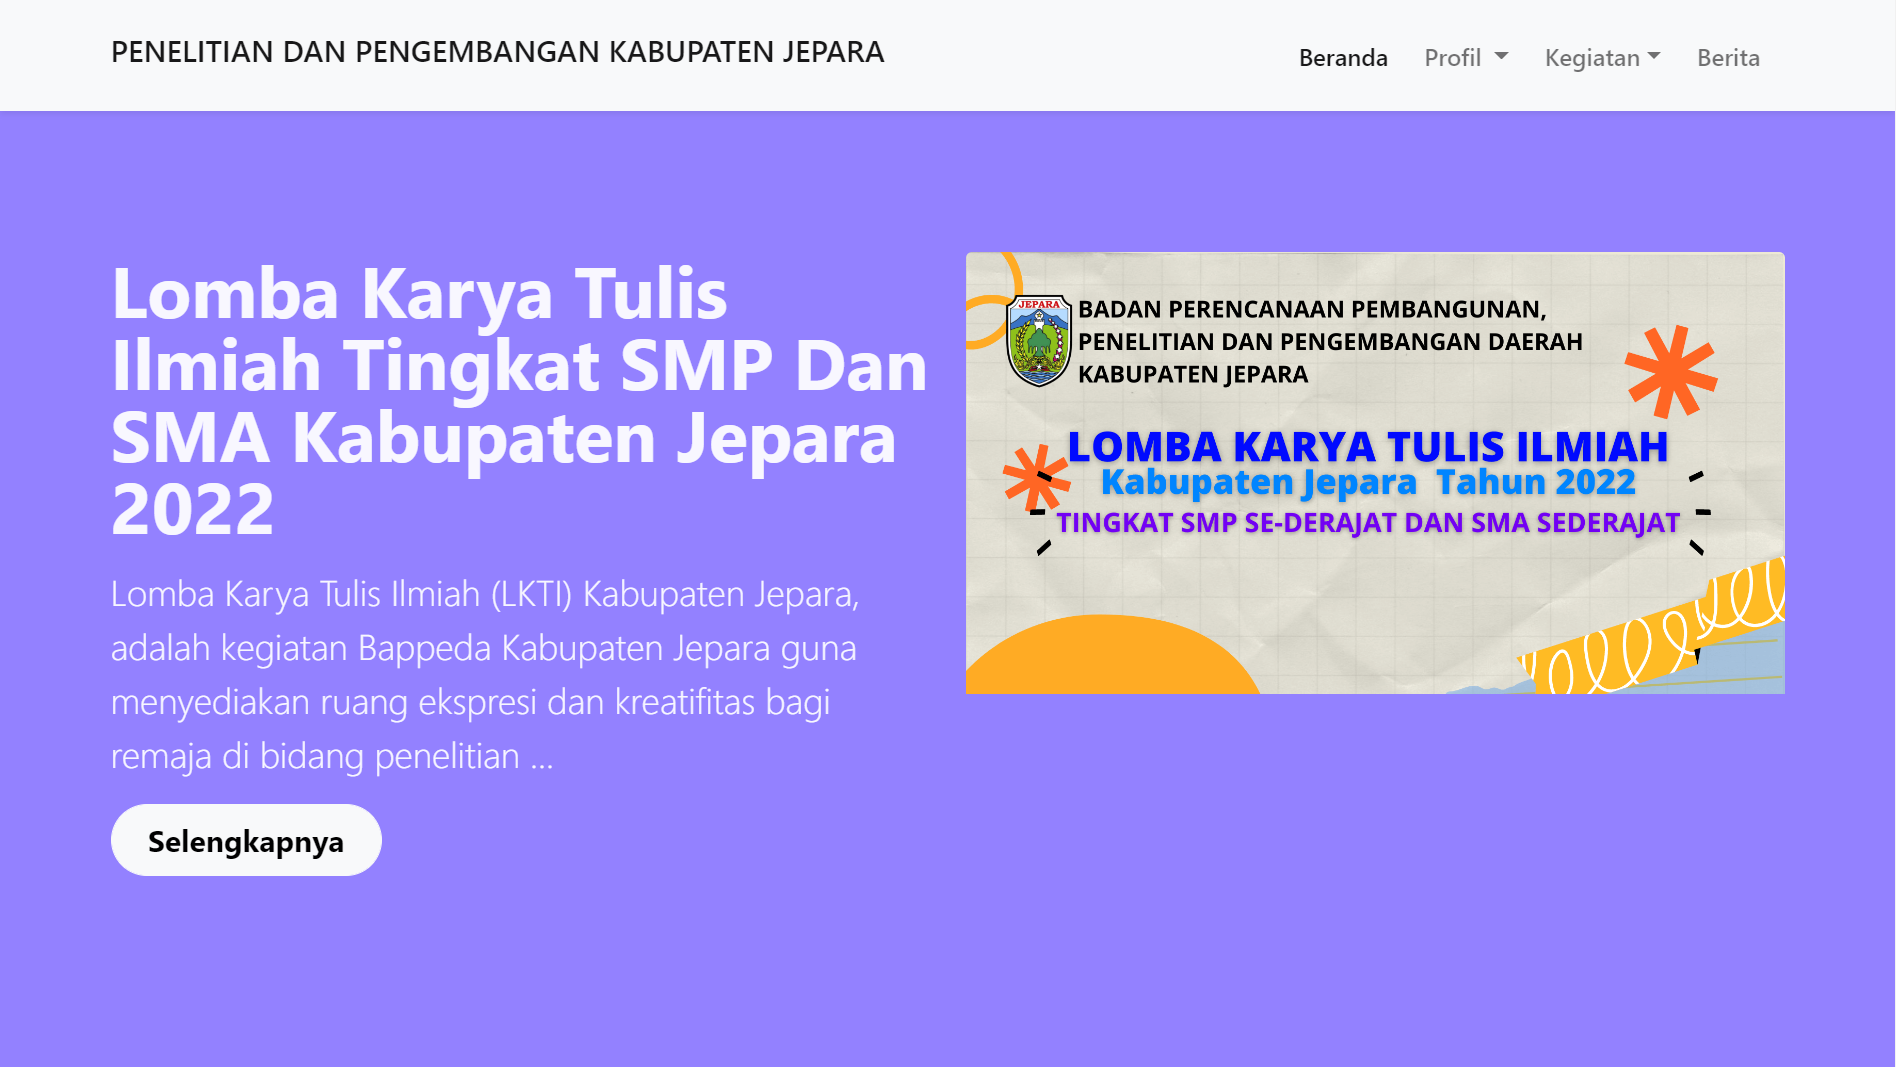 PENELITIAN DAN PENGEMBANGAN KABUPATEN JEPARA
Beranda
Profil
Kegiatan
Berita
Lomba Karya Tulis
Ilmiah Tingkat SMP Dan
SMA Kabupaten Jepara
2022
Lomba Karya Tulis Ilmiah (LKTI) Kabupaten Jepara,
adalah kegiatan Bappeda Kabupaten Jepara guna
menyediakan ruang ekspresi dan kreatifitas bagi
remaja di bidang penelitian ...
Selengkapnya
JEPARA
BADAN PERENCANAAN PEMBANGUNAN,
PENELITIAN DAN PENGEMBANGAN DAERAH
KABUPATEN JEPARA
LOMBA KARYA TULIS ILMIAH
Kabupaten Jepara Tahun 2022
TINGKAT SMP SE-DERAJAT DAN SMA SEDERAJAT